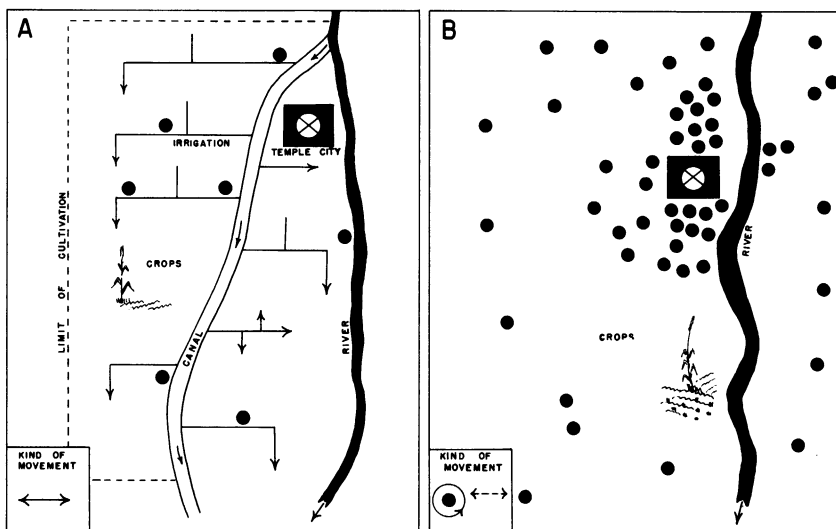 A
IRRIGATION
TEMPLE CITY
LIMIT OF CULTIVATION
CROPS
CANAL
RIVER
KIND OF
MOVEMENT
B
RIVER
CROPS
KIND OF
MOVEMENT